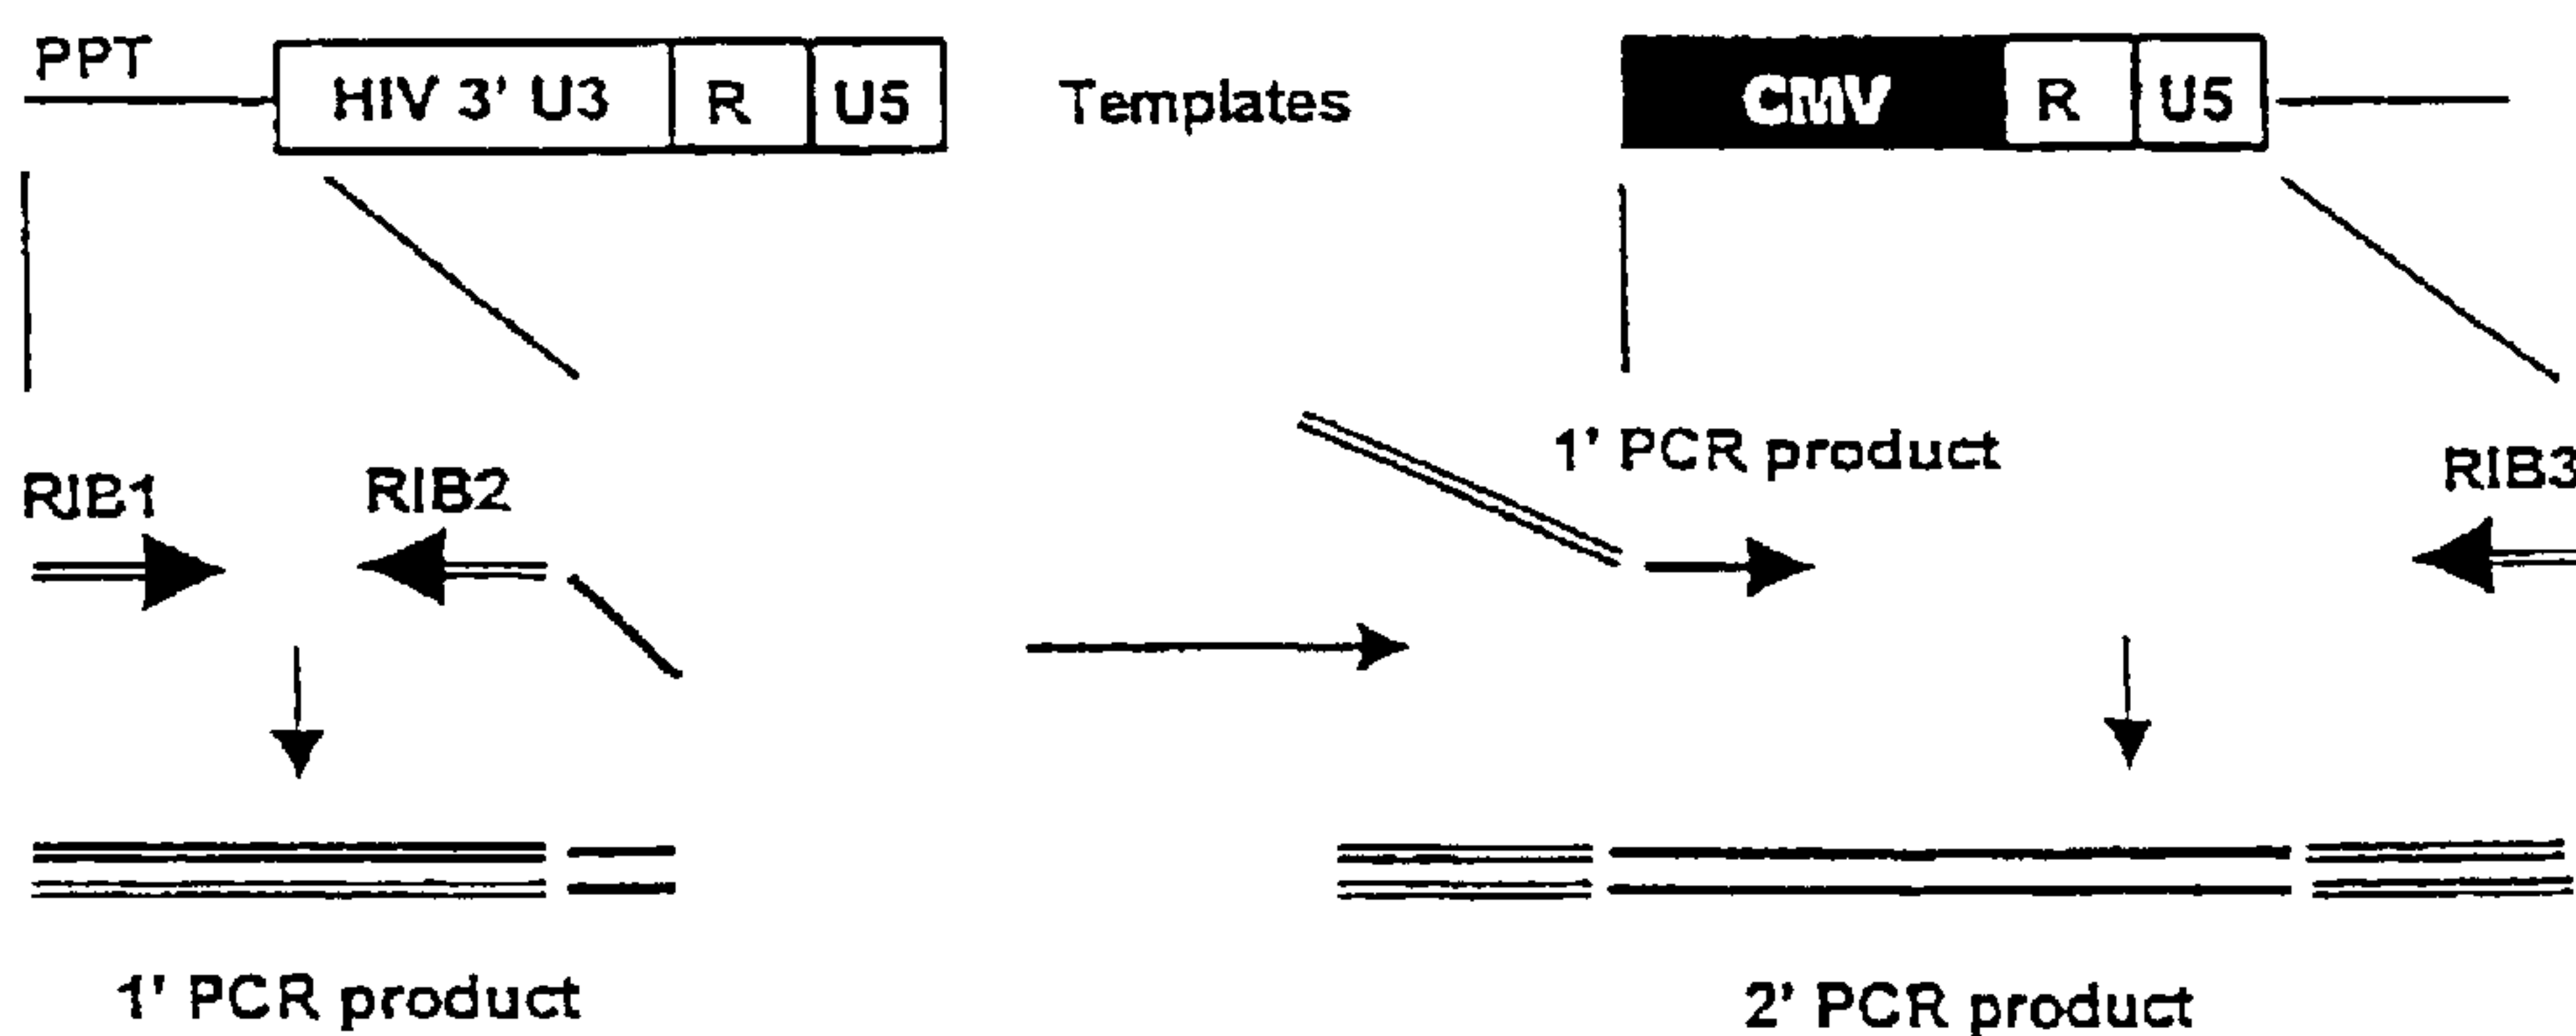 PPT
HIV 3' U3 R U5
Templates
CMV R U5
1' PCR product
RIB1
RIB2
RIB3
1' PCR product
2' PCR product